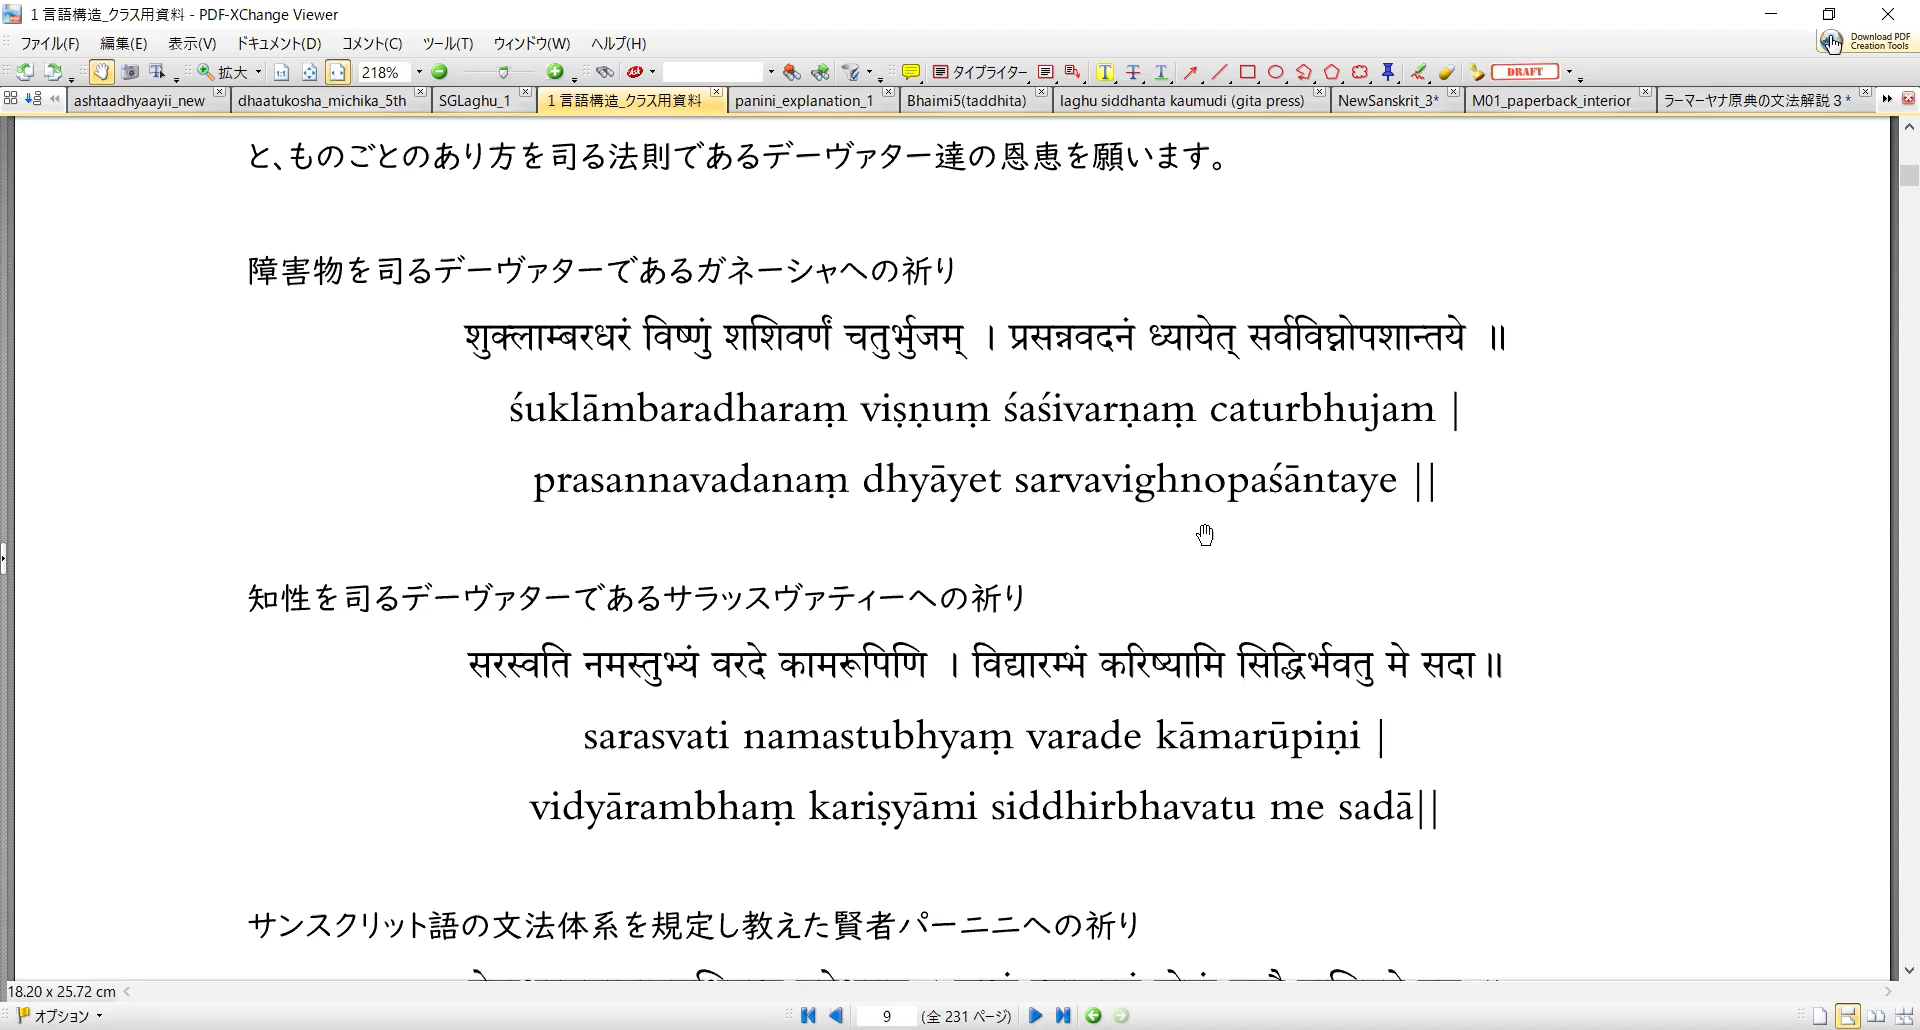 1 言語構造_クラス用資料 - PDF-XChange Viewer
ファイル(F) 編集(E) 表示(V) ドキュメント(D) コメント(C) ツール(T) ウィンドウ(W) ヘルプ(H)
Download PDF
Creation Tools
拡大 218% タイプライター DRAFT
ashtaadhyaayii_new dhaatukosha_michika_5th SGLaghu_1 1 言語構造_クラス用資料 panini_explanation_1 Bhaimi5(taddhita) laghu siddhanta kaumudi (gita press) NewSanskrit_3* M01_paperback_interior ラーマーヤナ原典の文法解説 3 *
と、ものごとのあり方を司る法則であるデーヴァター達の恩恵を願います。
障害物を司るデーヴァターであるガネーシャへの祈り
शुक्लाम्बरधरं विष्णुं शशिवर्णं चतुर्भुजम् । प्रसन्नवदनं ध्यायेत् सर्वविघ्नोपशान्तये ॥
śuklāmbaradharaṃ viṣṇuṃ śaśivarṇaṃ caturbhujam |
prasannavadanaṃ dhyāyet sarvavighnopaśāntaye ||
知性を司るデーヴァターであるサラッスヴァティーへの祈り
सरस्वति नमस्तुभ्यं वरदे कामरूपिणि । विद्यारम्भं करिष्यामि सिद्धिर्भवतु मे सदा॥
sarasvati namastubhyaṃ varade kāmarūpiṇi |
vidyārambhaṃ kariṣyāmi siddhirbhavatu me sadā||
サンスクリット語の文法体系を規定し教えた賢者パーニニへの祈り
18.20 x 25.72 cm
オプション 9 (全 231 ページ)